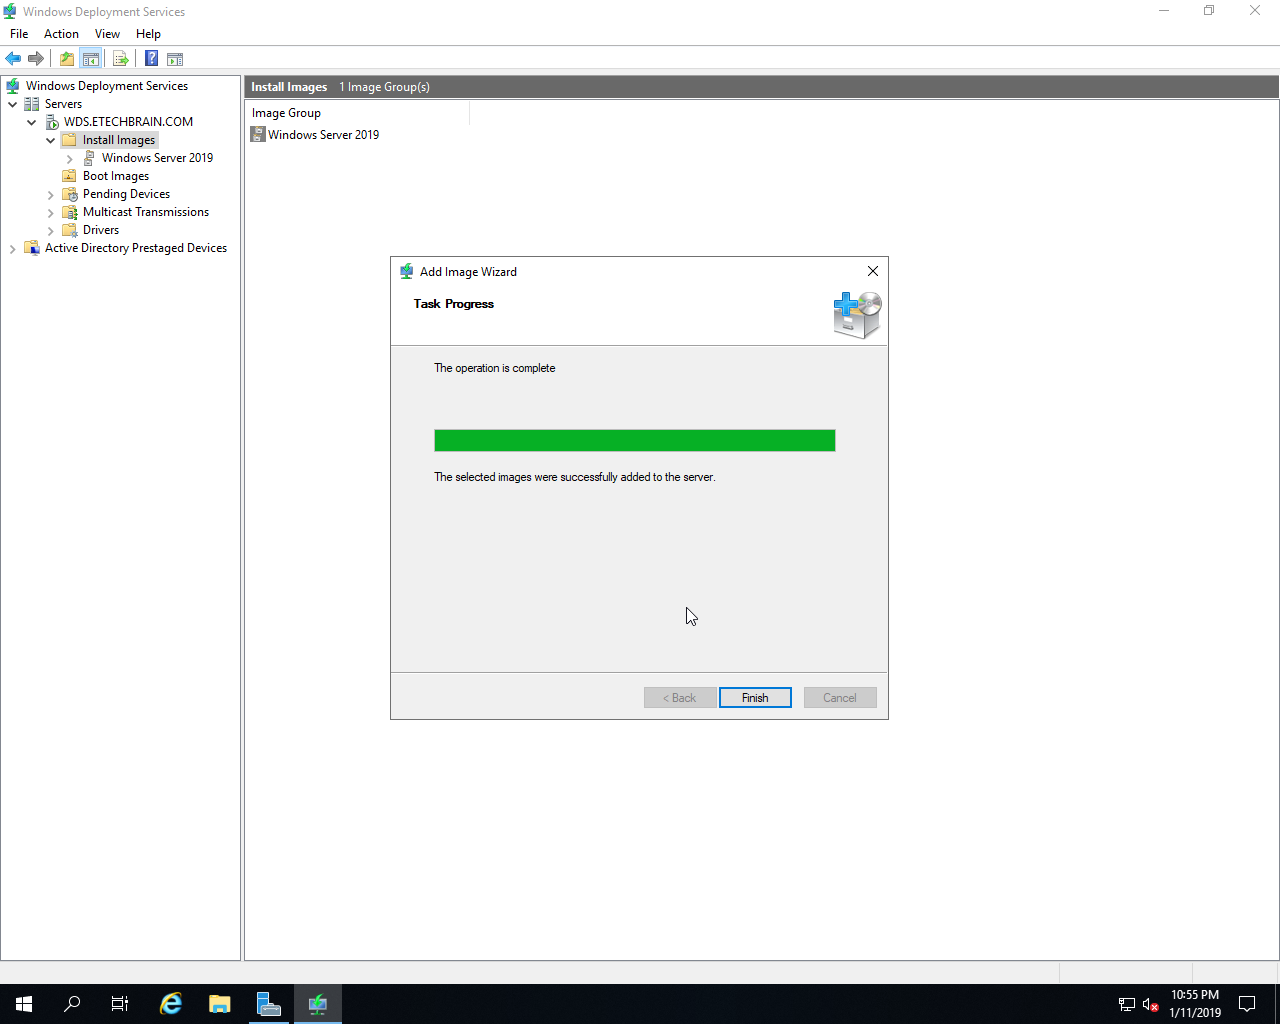 Windows Deployment Services
File Action View Help
Windows Deployment Services
Servers
WDS.ETECHBRAIN.COM
Install Images
Windows Server 2019
Boot Images
Pending Devices
Multicast Transmissions
Drivers
Active Directory Prestaged Devices
Install Images 1 Image Group(s)
Image Group
Windows Server 2019
Add Image Wizard
Task Progress
The operation is complete
The selected images were successfully added to the server.
< Back Finish Cancel
10:55 PM
1/11/2019